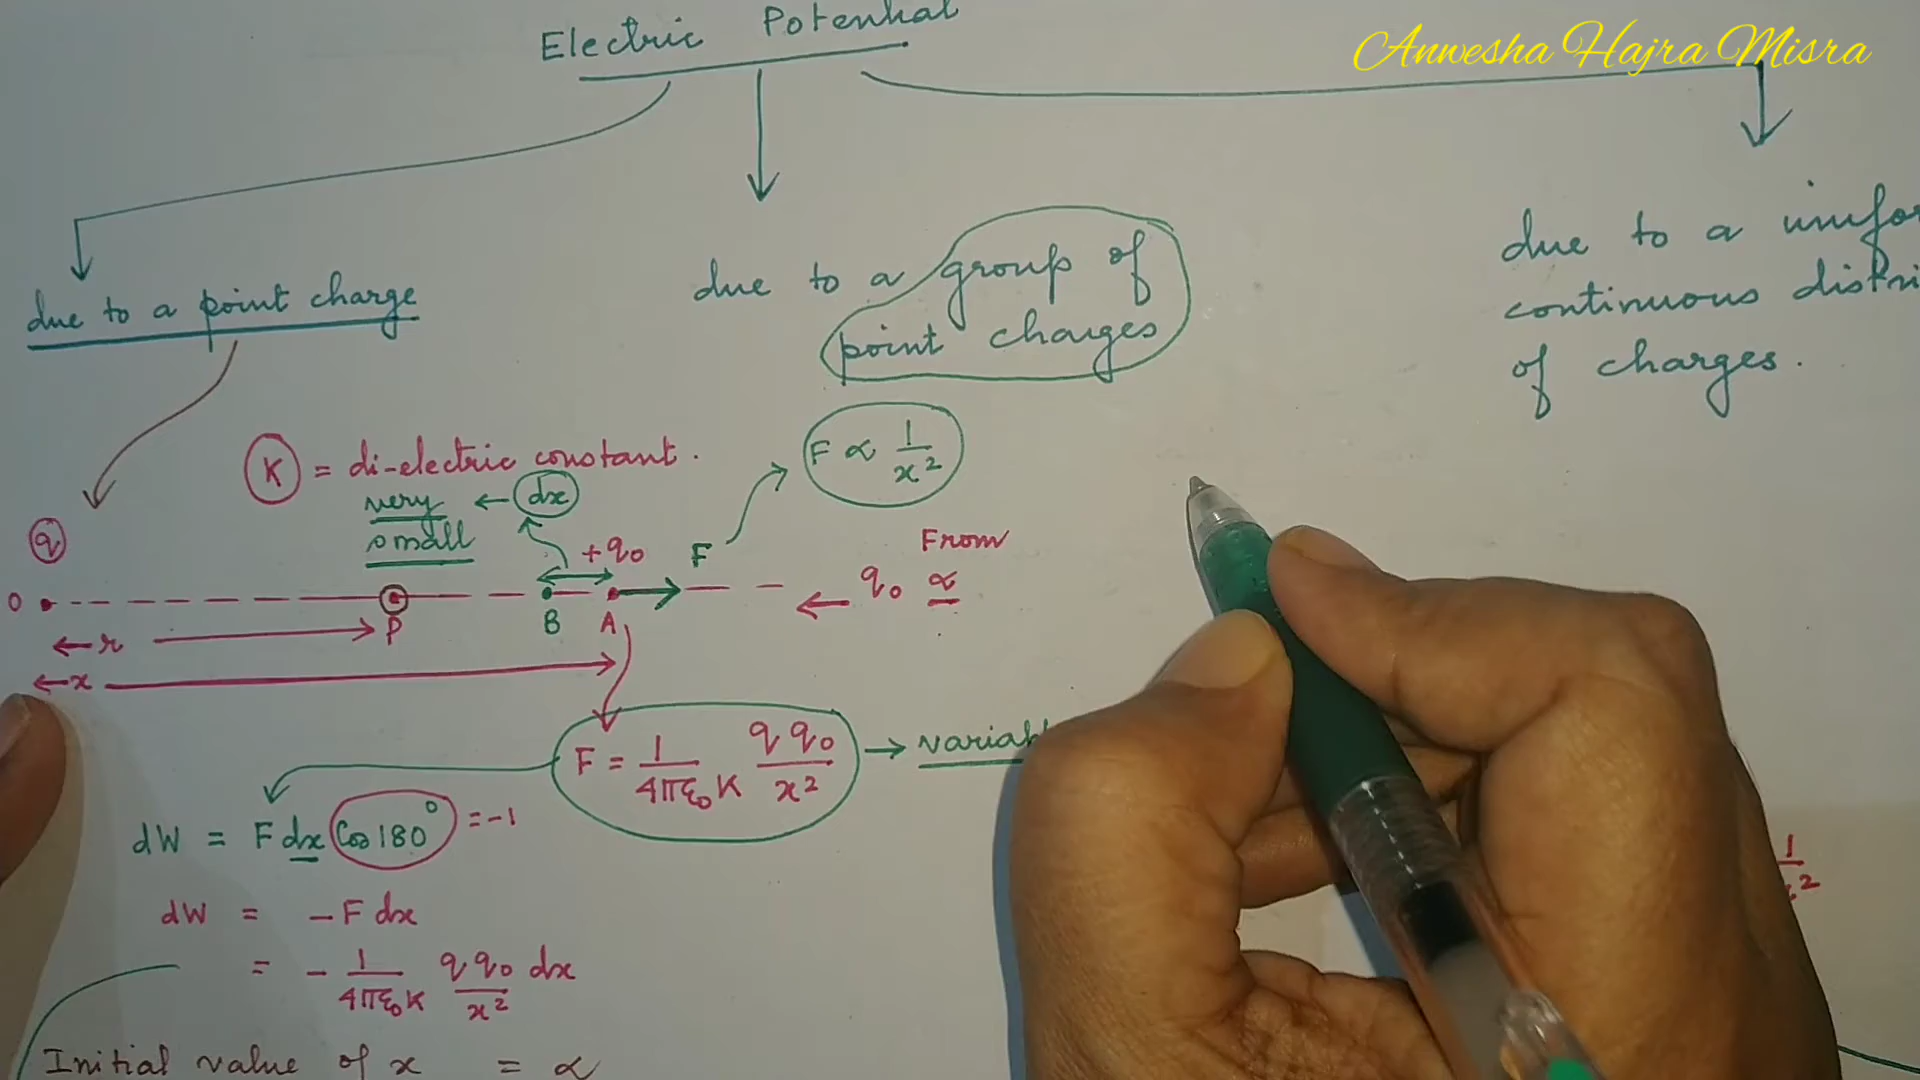 Anwesha Hajra Misra
Electric Potential
due to a point charge
due to a group of
point charges
due to a
continuous
of charges.
K = di-electric constant.
very ← dx
small
F ∝ 1/x²
q
+q₀
F
From
q₀ ∝
O
P
B
A
← r →
← x →
F = 1/4πε₀K qq₀/x² →
dW = F dx Cos 180° = -1
dW = - F dx
= - 1/4πε₀K qq₀/x² dx
Initial value of x = ∝